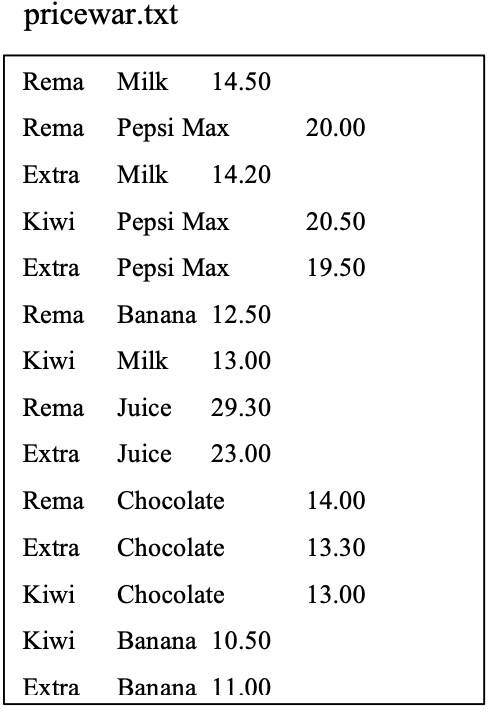 pricewar.txt
Rema Milk 14.50
Rema Pepsi Max 20.00
Extra Milk 14.20
Kiwi Pepsi Max 20.50
Extra Pepsi Max 19.50
Rema Banana 12.50
Kiwi Milk 13.00
Rema Juice 29.30
Extra Juice 23.00
Rema Chocolate 14.00
Extra Chocolate 13.30
Kiwi Chocolate 13.00
Kiwi Banana 10.50
Extra Banana 11.00